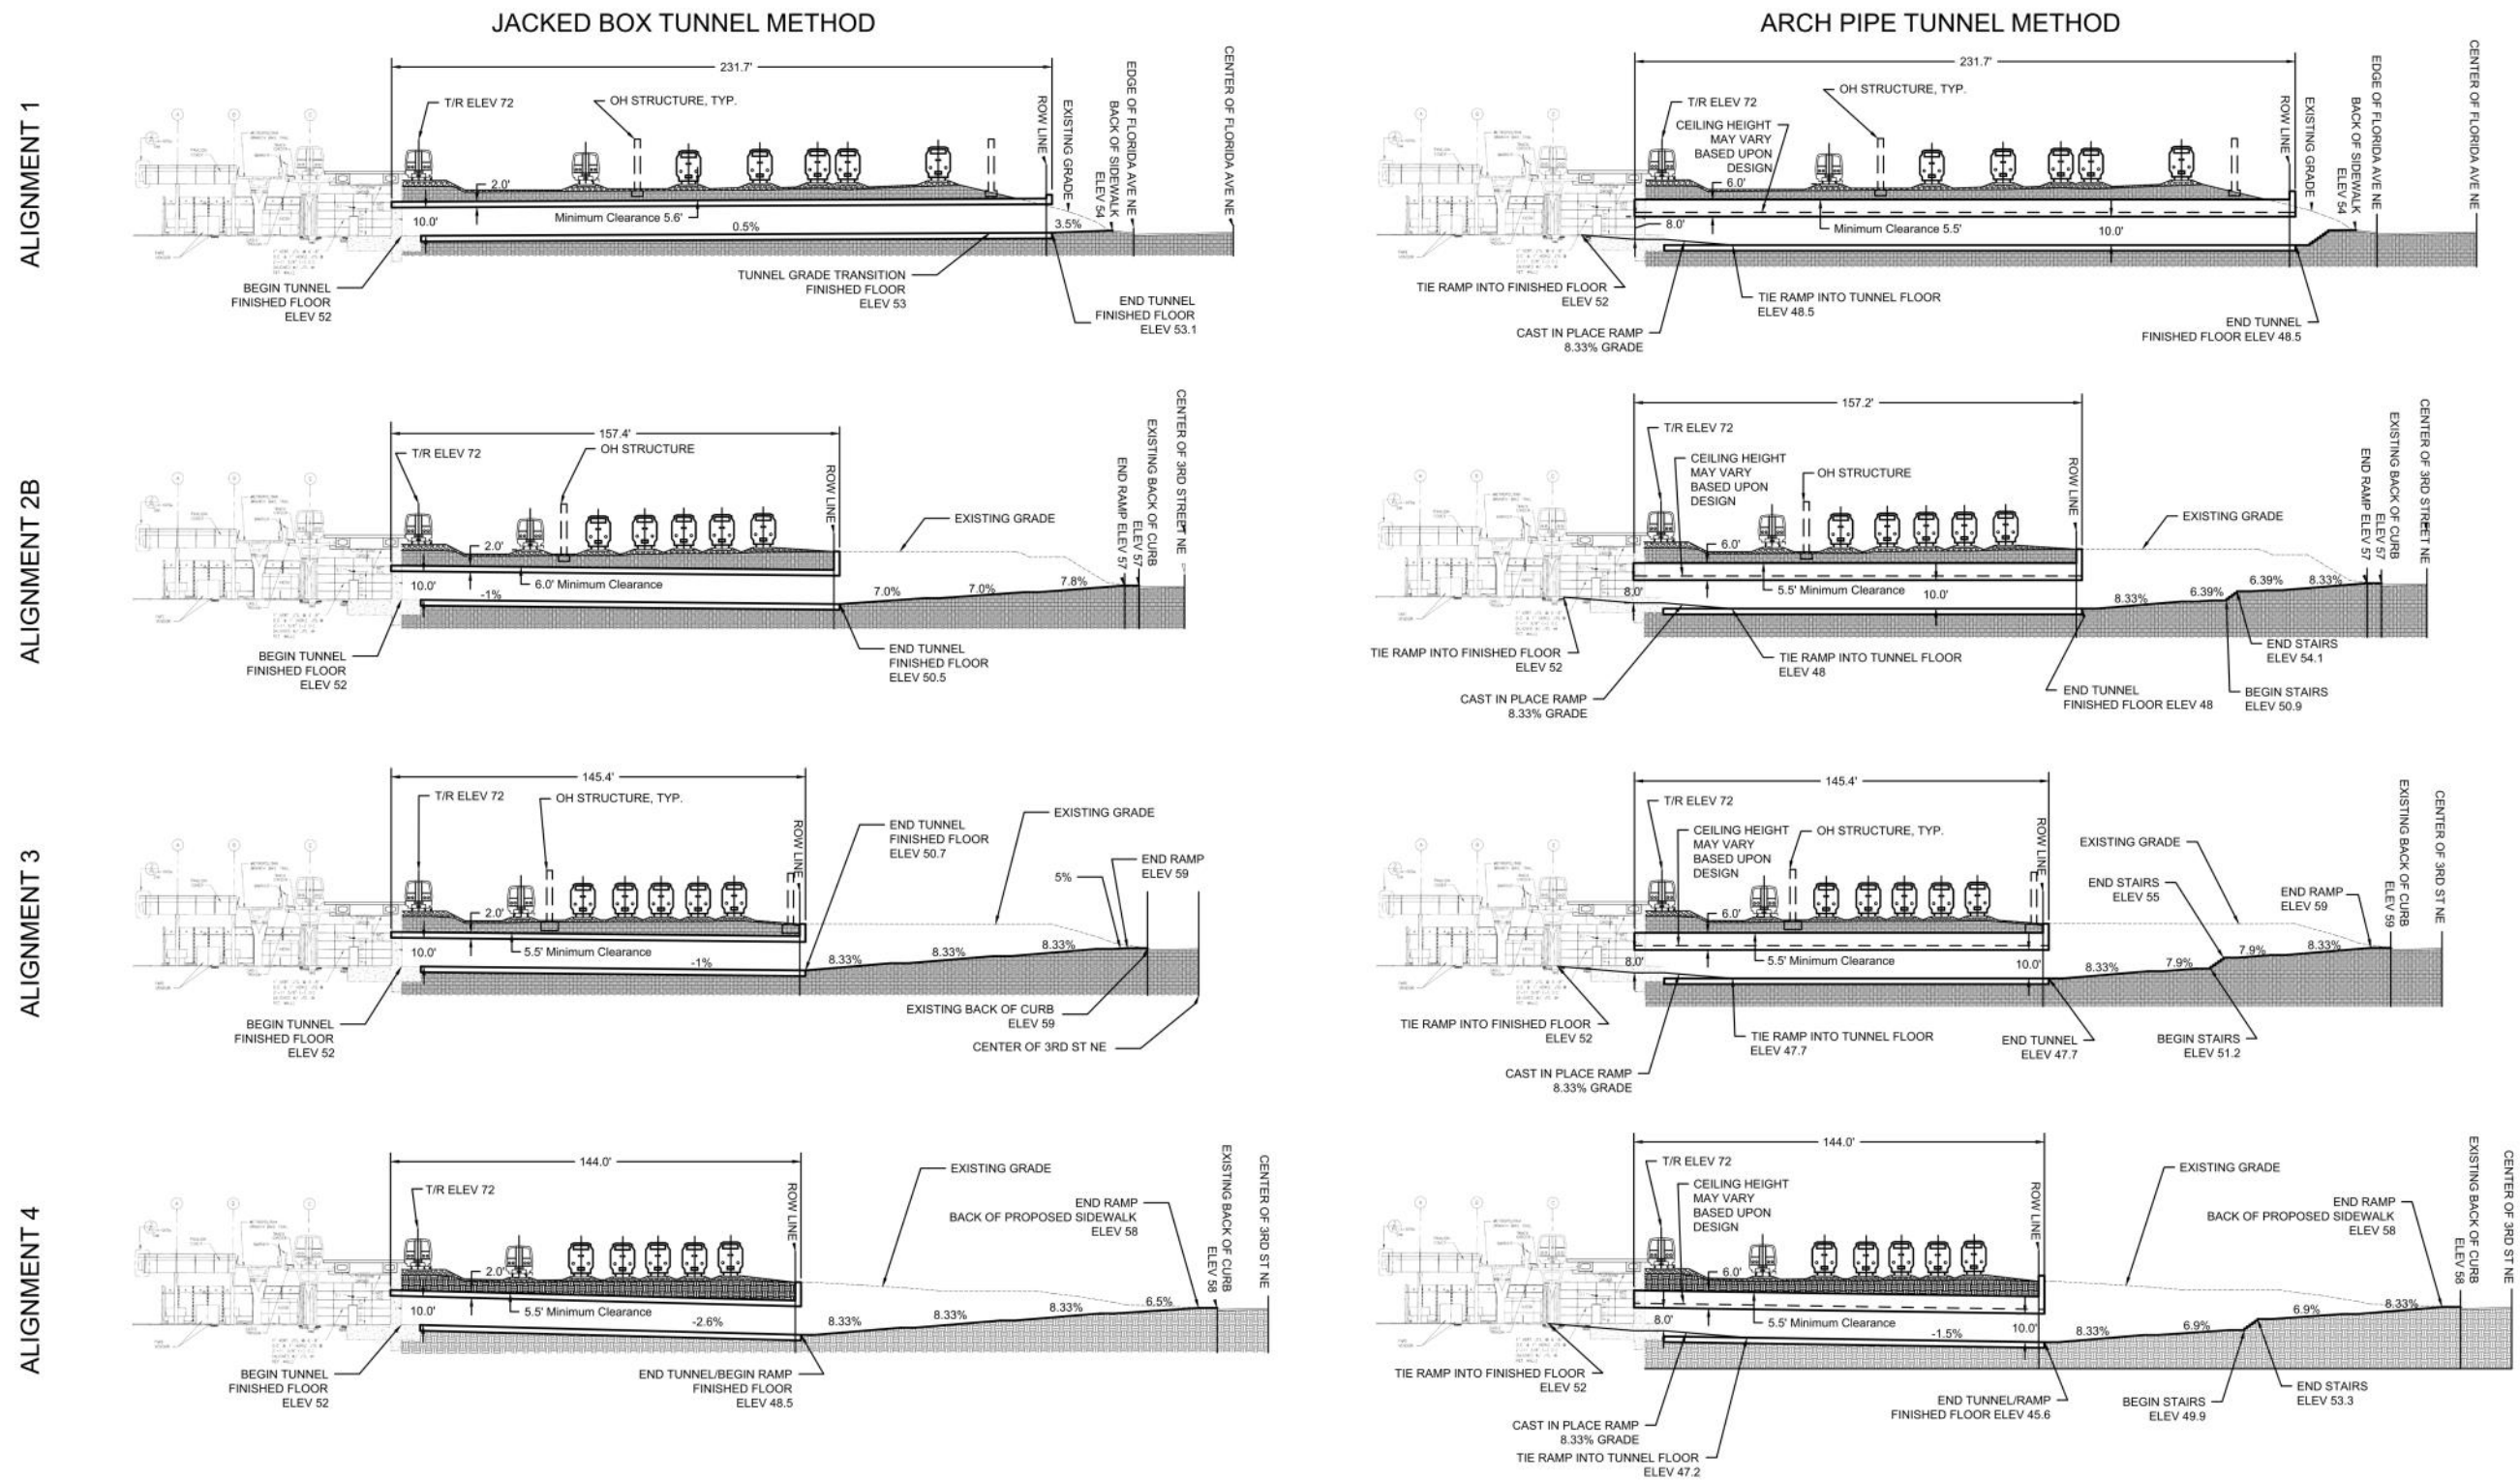 JACKED BOX TUNNEL METHOD
ARCH PIPE TUNNEL METHOD
ALIGNMENT 1
231.7'
T/R ELEV 72
OH STRUCTURE, TYP.
ROW LINE
EXISTING GRADE
BACK OF SIDEWALK
ELEV 54
EDGE OF FLORIDA AVE NE
CENTER OF FLORIDA AVE NE
2.0'
10.0'
Minimum Clearance 5.6'
0.5%
3.5%
BEGIN TUNNEL
FINISHED FLOOR
ELEV 52
TUNNEL GRADE TRANSITION
FINISHED FLOOR
ELEV 53
END TUNNEL
FINISHED FLOOR
ELEV 53.1
231.7'
T/R ELEV 72
OH STRUCTURE, TYP.
CEILING HEIGHT
MAY VARY
BASED UPON
DESIGN
ROW LINE
EXISTING GRADE
BACK OF SIDEWALK
ELEV 54
EDGE OF FLORIDA AVE NE
CENTER OF FLORIDA AVE NE
6.0'
8.0'
Minimum Clearance 5.5'
10.0'
TIE RAMP INTO FINISHED FLOOR
ELEV 52
TIE RAMP INTO TUNNEL FLOOR
ELEV 48.5
CAST IN PLACE RAMP
8.33% GRADE
END TUNNEL
FINISHED FLOOR ELEV 48.5
ALIGNMENT 2B
157.4'
T/R ELEV 72
OH STRUCTURE
ROW LINE
EXISTING GRADE
END RAMP ELEV 57
ELEV 57
EXISTING BACK OF CURB
CENTER OF 3RD STREET NE
2.0'
10.0'
6.0' Minimum Clearance
-1%
7.0%
7.0%
7.8%
BEGIN TUNNEL
FINISHED FLOOR
ELEV 52
END TUNNEL
FINISHED FLOOR
ELEV 50.5
157.2'
T/R ELEV 72
CEILING HEIGHT
MAY VARY
BASED UPON
DESIGN
OH STRUCTURE
ROW LINE
EXISTING GRADE
END RAMP ELEV 57
ELEV 57
EXISTING BACK OF CURB
CENTER OF 3RD STREET NE
6.0'
8.0'
5.5' Minimum Clearance
10.0'
8.33%
6.39%
6.39%
8.33%
TIE RAMP INTO FINISHED FLOOR
ELEV 52
TIE RAMP INTO TUNNEL FLOOR
ELEV 48
CAST IN PLACE RAMP
8.33% GRADE
END TUNNEL
FINISHED FLOOR ELEV 48
END STAIRS
ELEV 54.1
BEGIN STAIRS
ELEV 50.9
ALIGNMENT 3
145.4'
T/R ELEV 72
OH STRUCTURE, TYP.
ROW LINE
END TUNNEL
FINISHED FLOOR
ELEV 50.7
EXISTING GRADE
5%
END RAMP
ELEV 59
2.0'
10.0'
5.5' Minimum Clearance
-1%
8.33%
8.33%
8.33%
BEGIN TUNNEL
FINISHED FLOOR
ELEV 52
EXISTING BACK OF CURB
ELEV 59
CENTER OF 3RD ST NE
145.4'
T/R ELEV 72
CEILING HEIGHT
MAY VARY
BASED UPON
DESIGN
OH STRUCTURE, TYP.
ROW LINE
EXISTING GRADE
END STAIRS
ELEV 55
END RAMP
ELEV 59
ELEV 59
EXISTING BACK OF CURB
CENTER OF 3RD ST NE
6.0'
8.0'
5.5' Minimum Clearance
10.0'
8.33%
7.9%
7.9%
8.33%
TIE RAMP INTO FINISHED FLOOR
ELEV 52
TIE RAMP INTO TUNNEL FLOOR
ELEV 47.7
CAST IN PLACE RAMP
8.33% GRADE
END TUNNEL
ELEV 47.7
BEGIN STAIRS
ELEV 51.2
ALIGNMENT 4
144.0'
T/R ELEV 72
ROW LINE
EXISTING GRADE
END RAMP
BACK OF PROPOSED SIDEWALK
ELEV 58
ELEV 58
EXISTING BACK OF CURB
CENTER OF 3RD ST NE
2.0'
10.0'
5.5' Minimum Clearance
-2.6%
8.33%
8.33%
8.33%
6.5%
BEGIN TUNNEL
FINISHED FLOOR
ELEV 52
END TUNNEL/BEGIN RAMP
FINISHED FLOOR
ELEV 48.5
144.0'
T/R ELEV 72
CEILING HEIGHT
MAY VARY
BASED UPON
DESIGN
ROW LINE
EXISTING GRADE
END RAMP
BACK OF PROPOSED SIDEWALK
ELEV 58
ELEV 58
EXISTING BACK OF CURB
CENTER OF 3RD ST NE
6.0'
8.0'
5.5' Minimum Clearance
-1.5%
10.0'
8.33%
6.9%
6.9%
8.33%
TIE RAMP INTO FINISHED FLOOR
ELEV 52
CAST IN PLACE RAMP
8.33% GRADE
TIE RAMP INTO TUNNEL FLOOR
ELEV 47.2
END TUNNEL/RAMP
FINISHED FLOOR ELEV 45.6
BEGIN STAIRS
ELEV 49.9
END STAIRS
ELEV 53.3